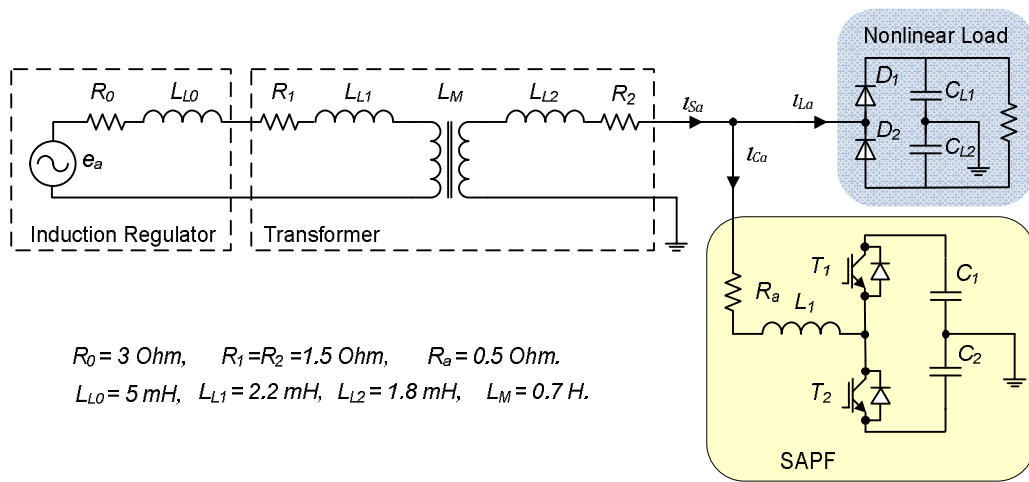 Nonlinear Load
R0 LL0 R1 LL1 LM LL2 R2
iSa iLa
D1 CL1
D2 CL2
ea
iCa
Induction Regulator Transformer
Ra L1 T1 C1
T2 C2
R0 = 3 Ohm, R1=R2 =1.5 Ohm, Ra = 0.5 Ohm.
LL0 = 5 mH, LL1 = 2.2 mH, LL2 = 1.8 mH, LM = 0.7 H.
SAPF